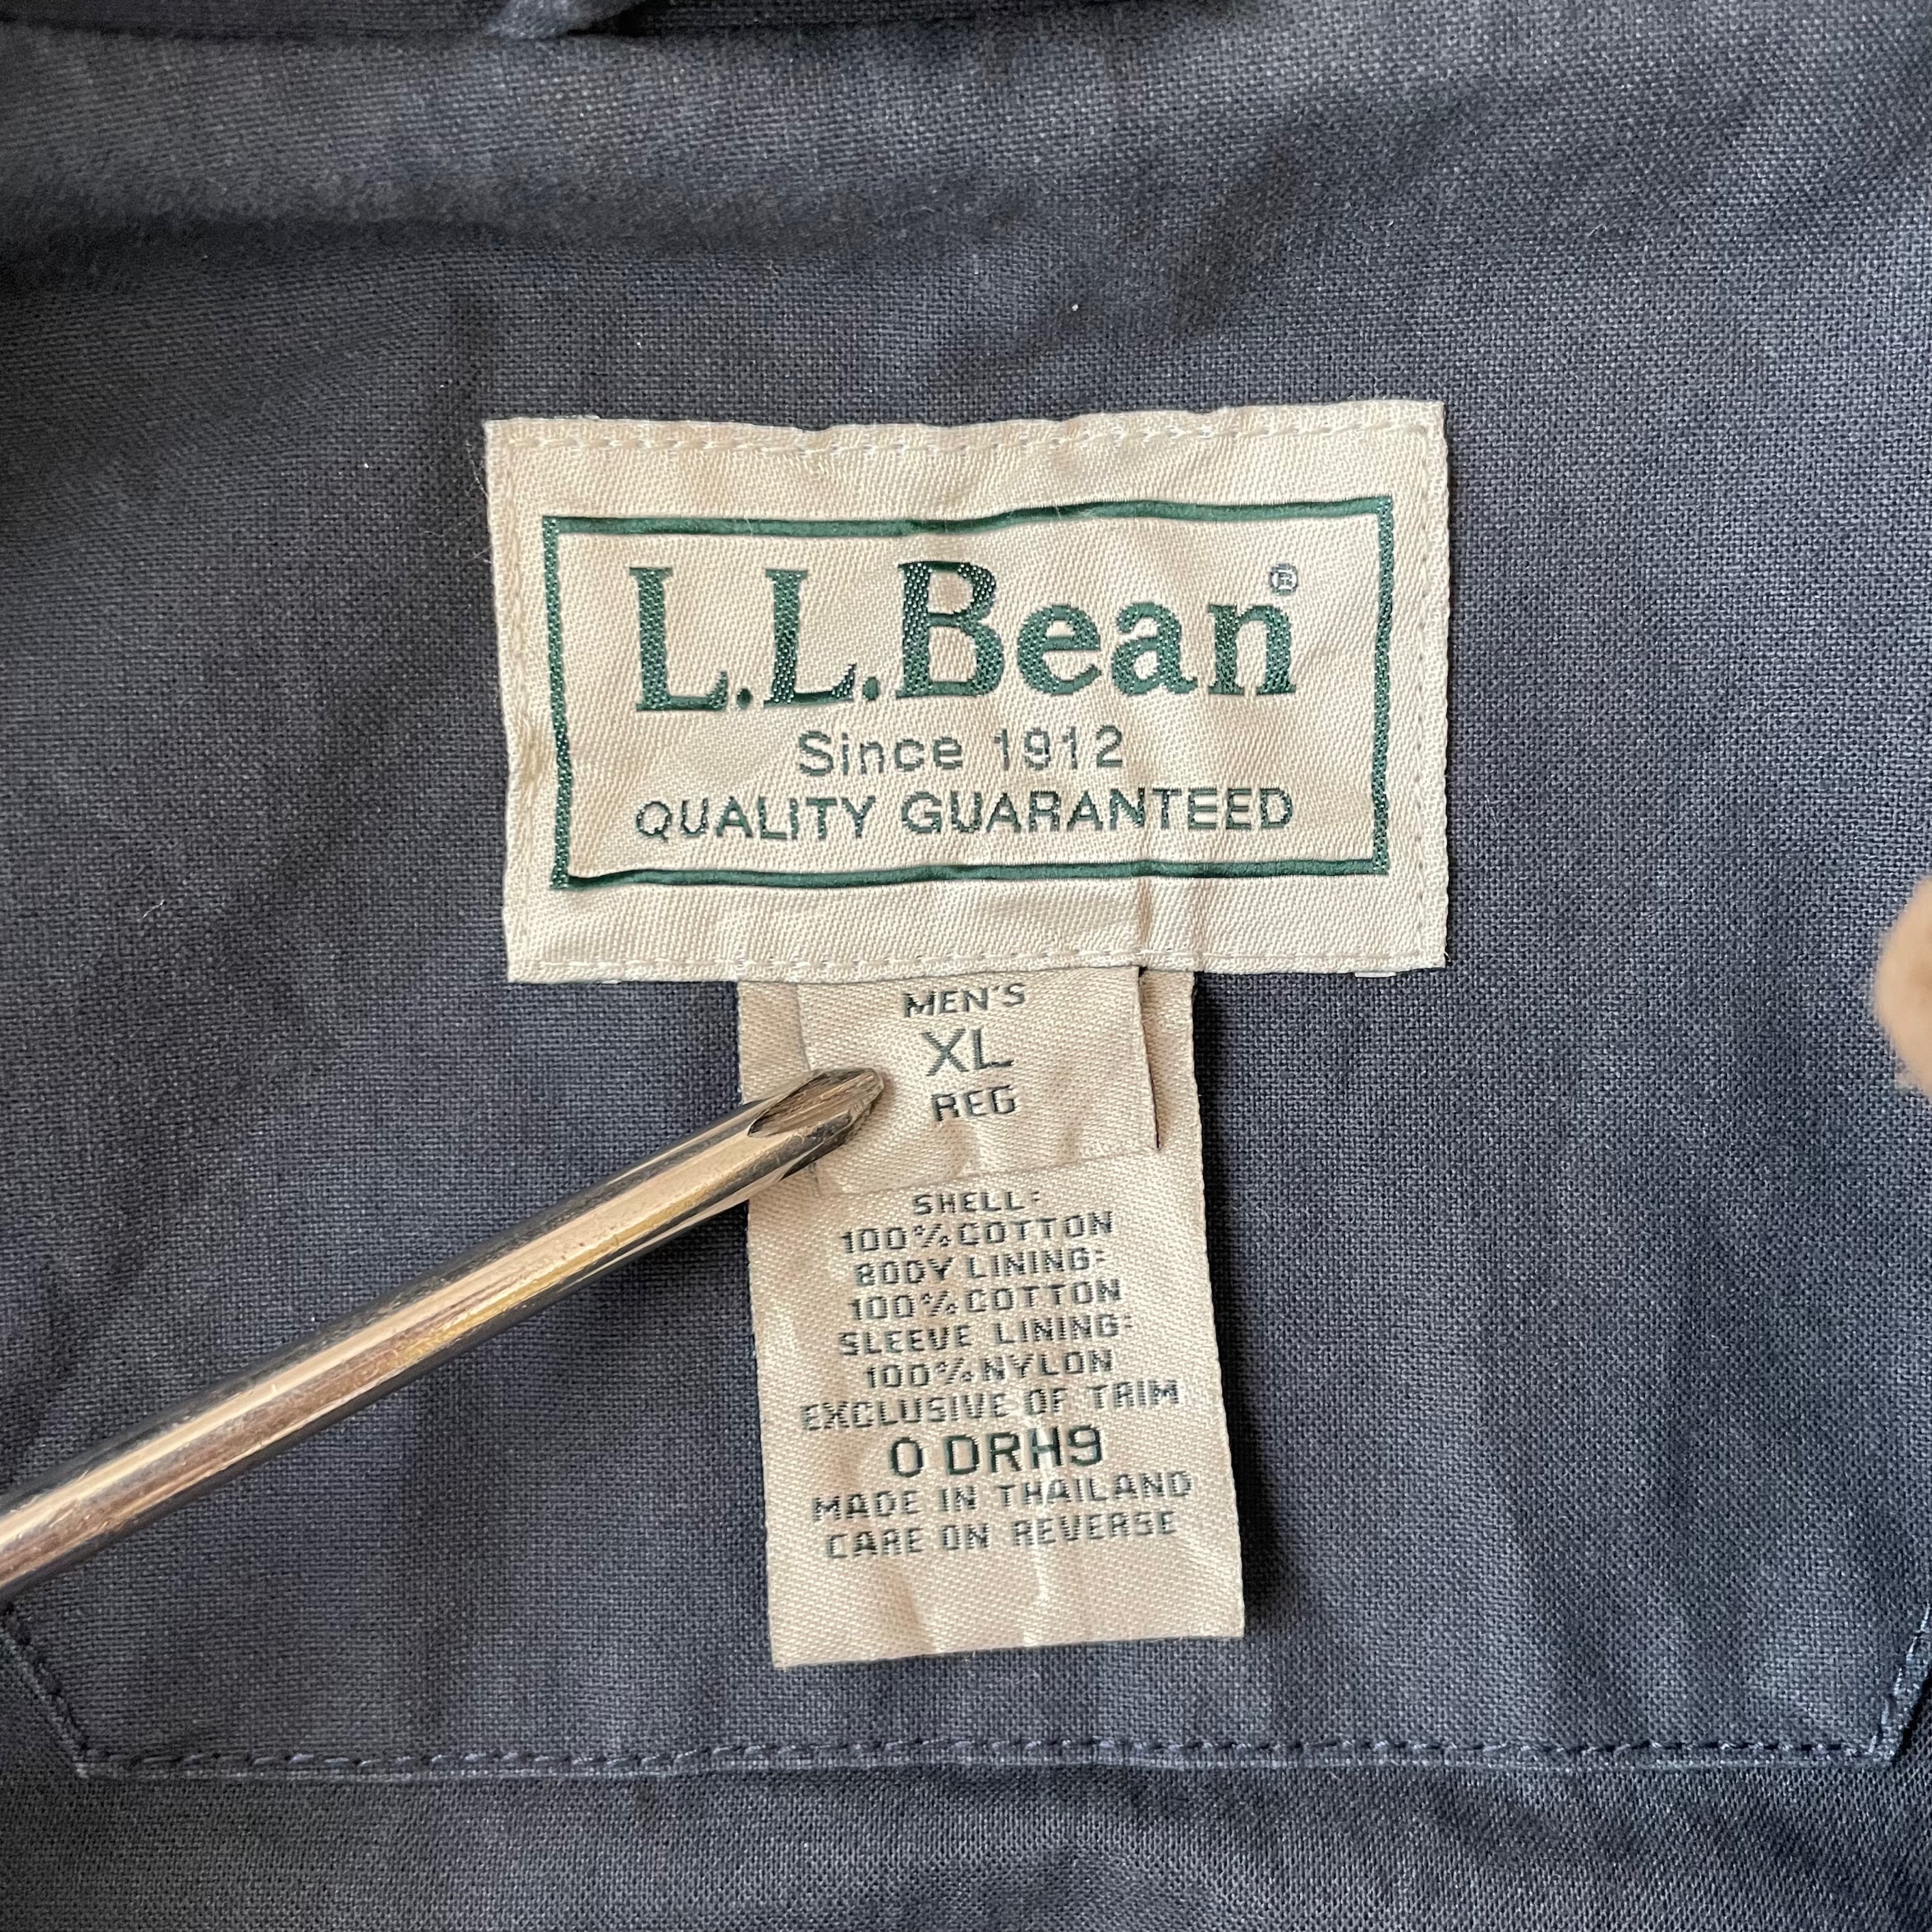 L.L.Bean®
Since 1912
QUALITY GUARANTEED
MEN'S
XL
REG
SHELL:
100% COTTON
BODY LINING:
100% COTTON
SLEEVE LINING:
100% NYLON
EXCLUSIVE OF TRIM
0 DRH9
MADE IN THAILAND
CARE ON REVERSE